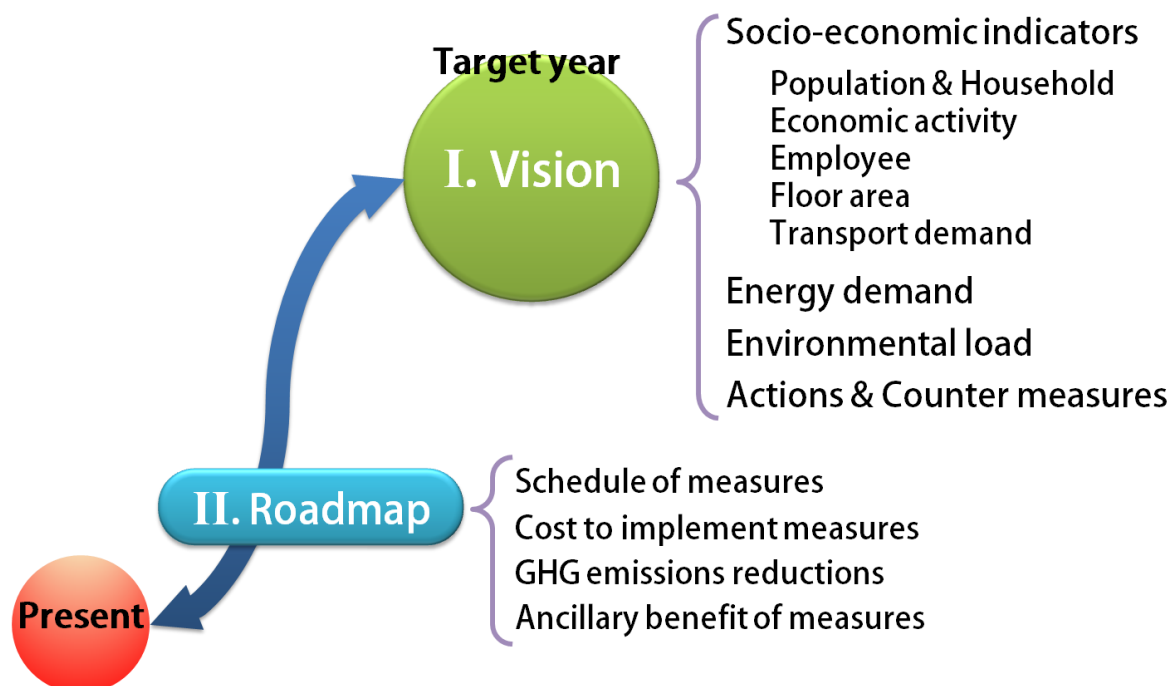 Target year
I. Vision
Socio-economic indicators
Population & Household
Economic activity
Employee
Floor area
Transport demand
Energy demand
Environmental load
Actions & Counter measures
II. Roadmap
Schedule of measures
Cost to implement measures
GHG emissions reductions
Ancillary benefit of measures
Present